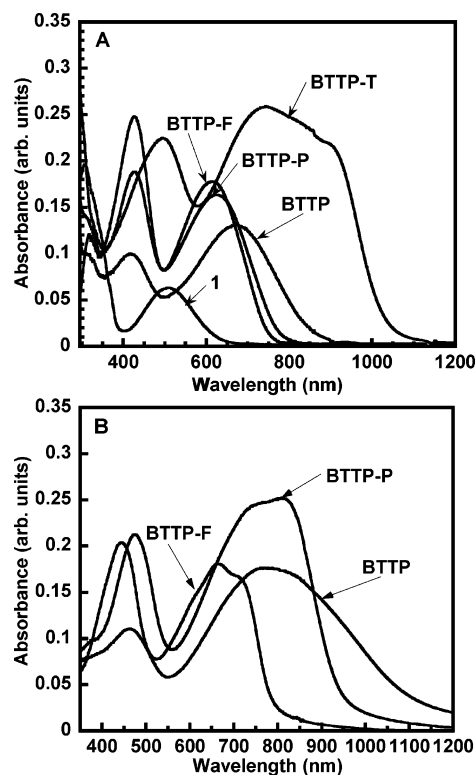 A
0.35
0.3
0.25
0.2
0.15
0.1
0.05
0
Absorbance (arb. units)
BTTP-T
BTTP-F
BTTP-P
BTTP
1
400 600 800 1000 1200
Wavelength (nm)
B
0.35
0.3
0.25
0.2
0.15
0.1
0.05
0
Absorbance (arb. units)
BTTP-P
BTTP-F
BTTP
400 500 600 700 800 900 1000 1100 1200
Wavelength (nm)